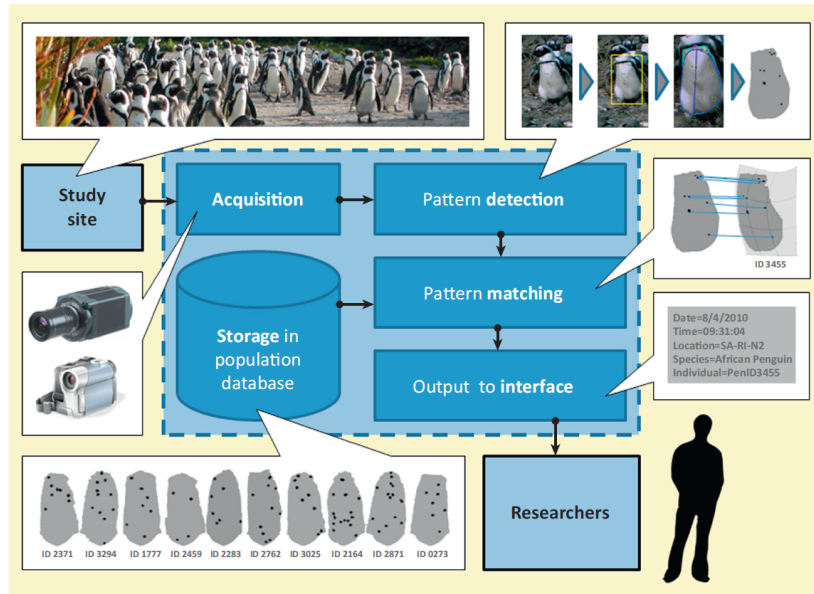 Study
site
Acquisition
Pattern detection
ID 3455
Pattern matching
Storage in
population
database
Date=8/4/2010
Time=09:31:04
Location=SA-RI-N2
Species=African Penguin
Individual=PenID3455
Output to interface
ID 2371 ID 3294 ID 1777 ID 2459 ID 2283 ID 2762 ID 3025 ID 2164 ID 2871 ID 0273
Researchers